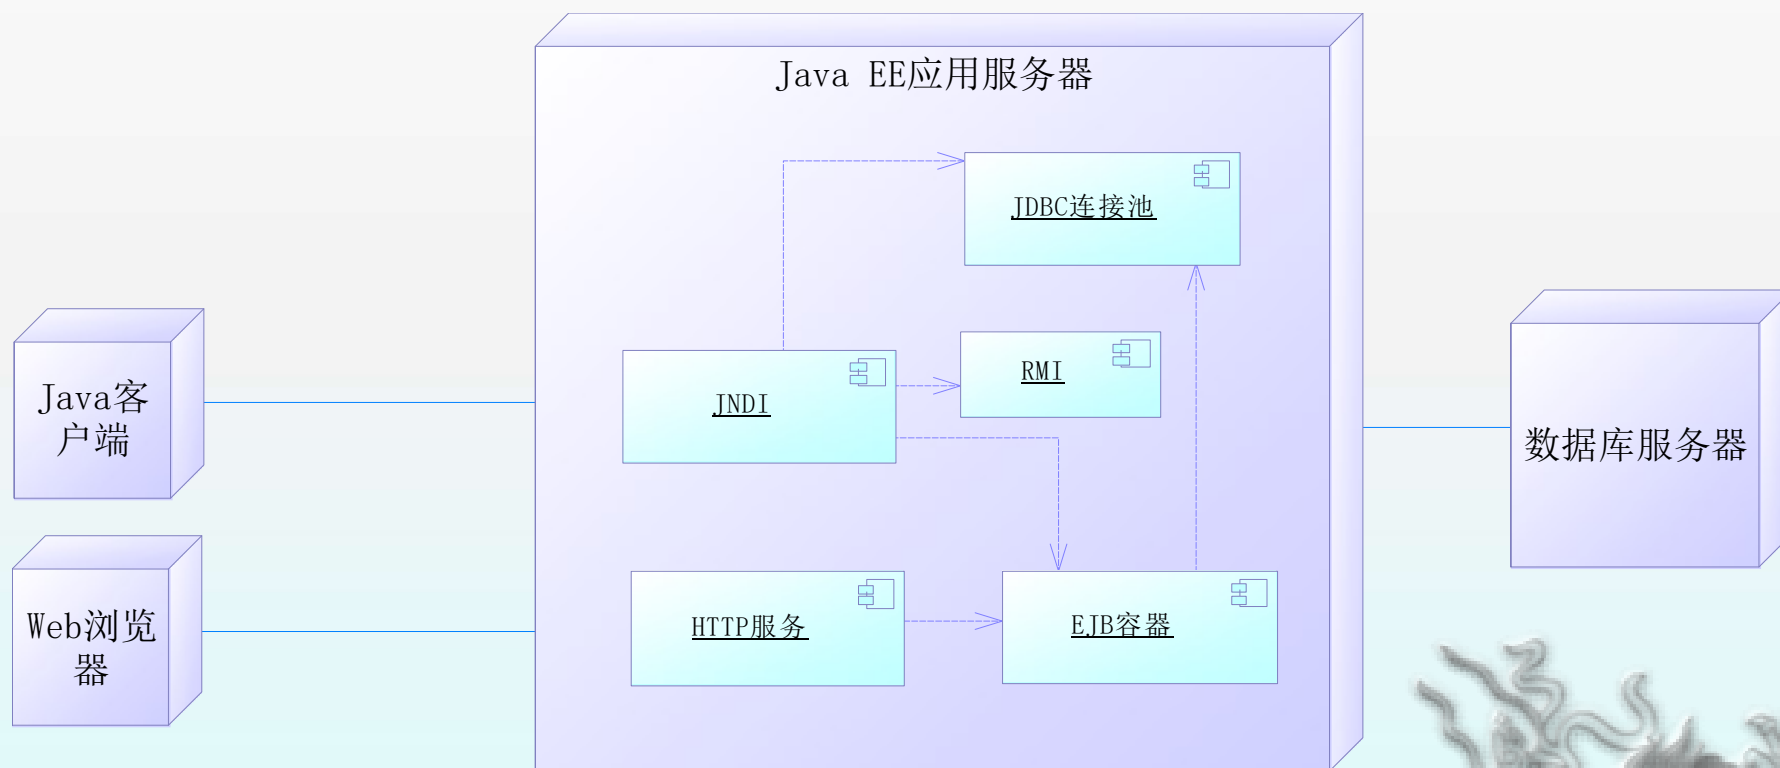 Java EE应用服务器
JDBC连接池
RMI
JNDI
Java客
户端
数据库服务器
HTTP服务
EJB容器
Web浏览
器